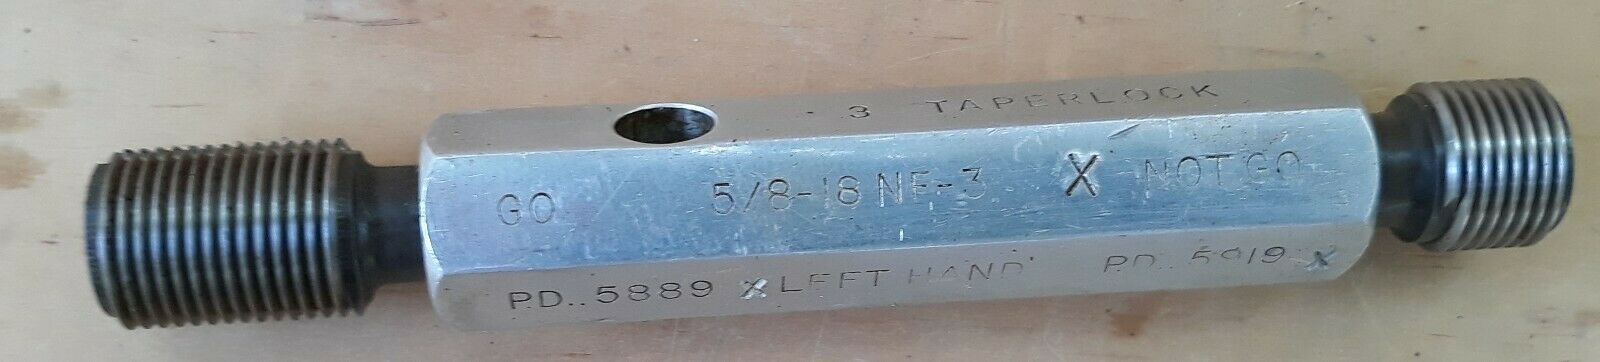 3 TAPERLOCK
GO 5/8-18 NF-3 X NOT GO
P.D. .5889 X LEFT HAND P.D. .5919 X